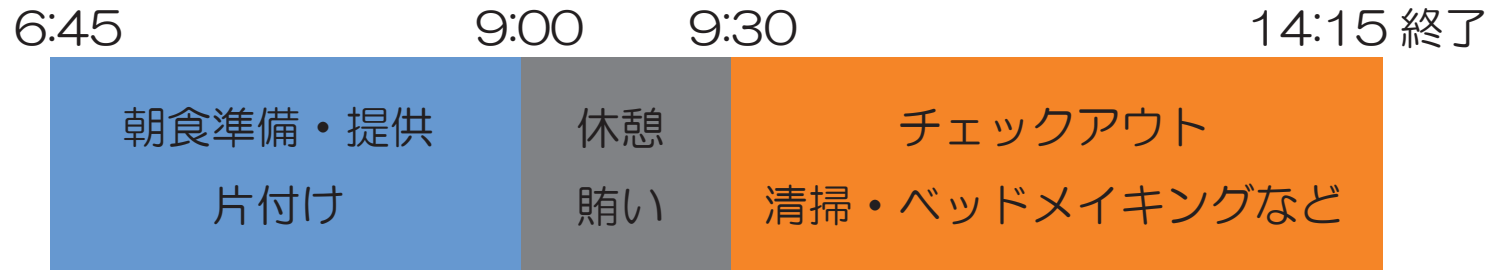 6:45 9:00 9:30 14:15 終了
朝食準備・提供
片付け
休憩
賄い
チェックアウト
清掃・ベッドメイキングなど